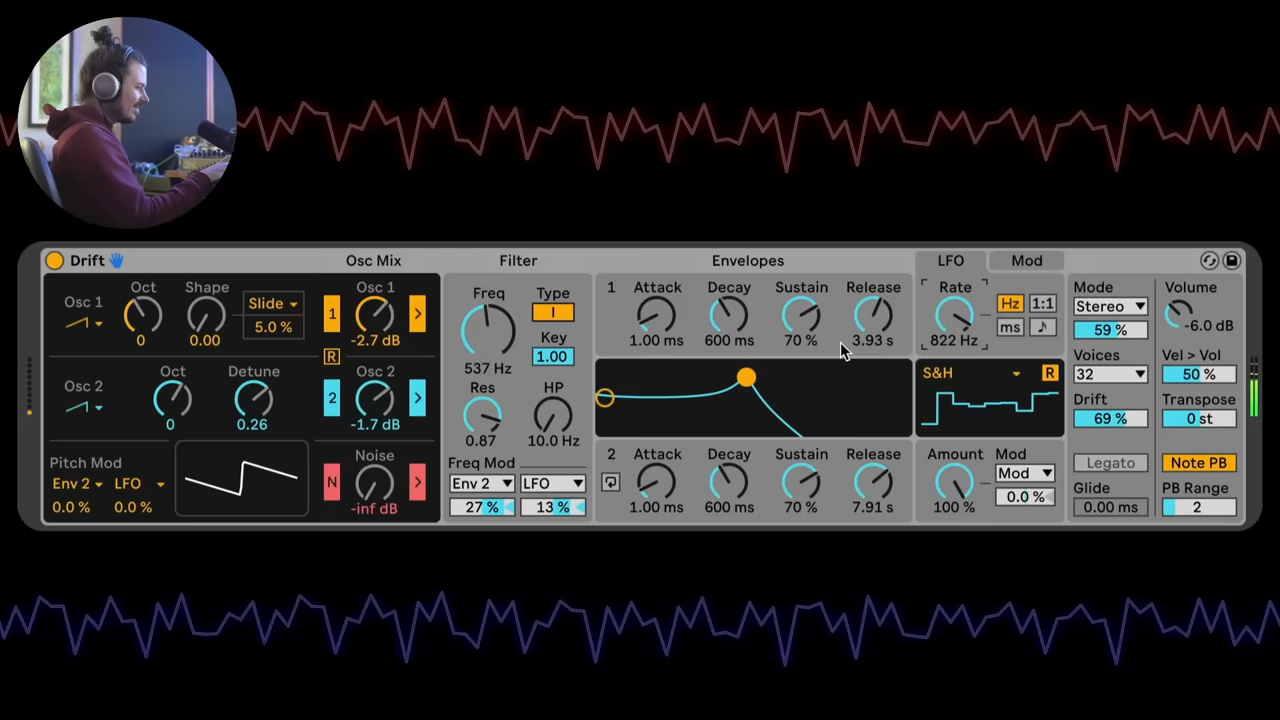 Drift
Osc Mix
Filter
Envelopes
LFO
Mod
Osc 1
Oct
0
Shape
0.00
Slide
5.0 %
1
Osc 1
-2.7 dB
R
Osc 2
Oct
0
Detune
0.26
2
Osc 2
-1.7 dB
Pitch Mod
Env 2
LFO
0.0 %
0.0 %
N
Noise
-inf dB
Freq
537 Hz
Type
I
Key
1.00
Res
0.87
HP
10.0 Hz
Freq Mod
Env 2
LFO
27 %
13 %
1
Attack
1.00 ms
Decay
600 ms
Sustain
70 %
Release
3.93 s
2
Attack
1.00 ms
Decay
600 ms
Sustain
70 %
Release
7.91 s
Rate
822 Hz
Hz
1:1
ms
S&H
R
Amount
100 %
Mod
Mod
0.0 %
Mode
Stereo
59 %
Voices
32
Drift
69 %
Legato
Glide
0.00 ms
Volume
-6.0 dB
Vel > Vol
50 %
Transpose
0 st
Note PB
PB Range
2